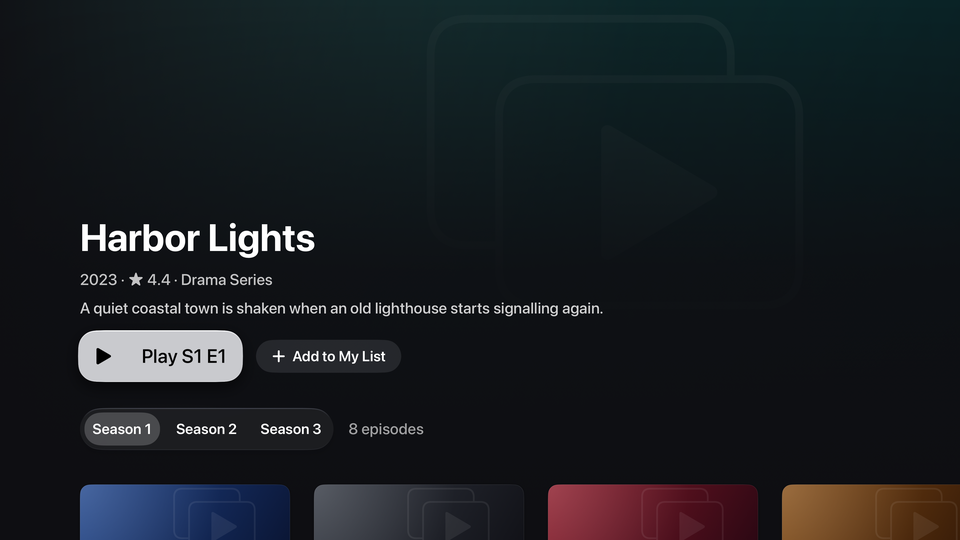 Harbor Lights
2023 · ★ 4.4 · Drama Series
A quiet coastal town is shaken when an old lighthouse starts signalling again.
Play S1 E1
Add to My List
Season 1
Season 2
Season 3
8 episodes